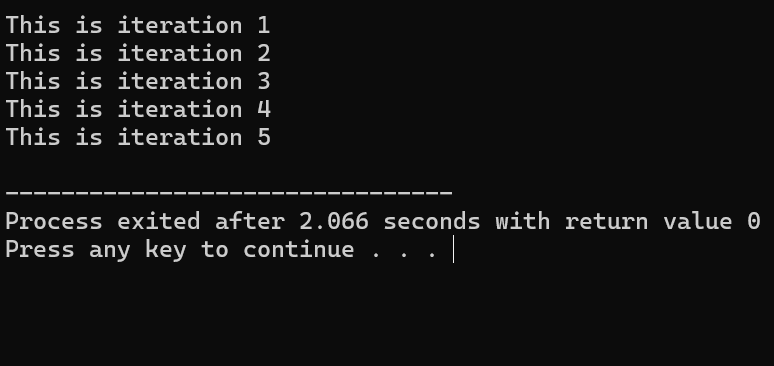 This is iteration 1
This is iteration 2
This is iteration 3
This is iteration 4
This is iteration 5
--------------------------------
Process exited after 2.066 seconds with return value 0
Press any key to continue . . .